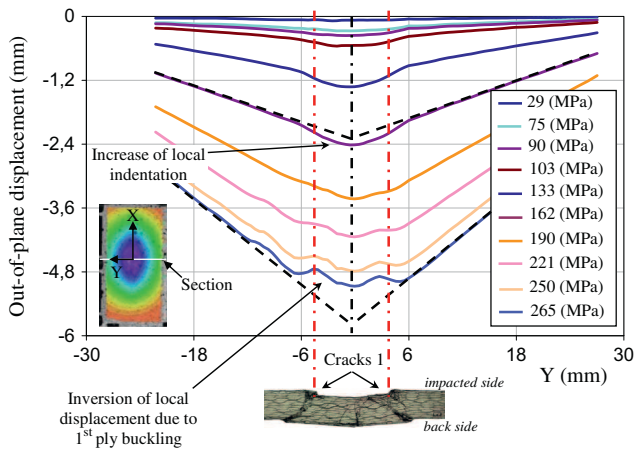 0
-1,2
-2,4
-3,6
-4,8
-6
Out-of-plane displacement (mm)
-30
-18
-6
6
18
30
Y (mm)
Increase of local
indentation
X
Y
Section
29 (MPa)
75 (MPa)
90 (MPa)
103 (MPa)
133 (MPa)
162 (MPa)
190 (MPa)
221 (MPa)
250 (MPa)
265 (MPa)
Cracks 1
Inversion of local
displacement due to
1st ply buckling
impacted side
back side